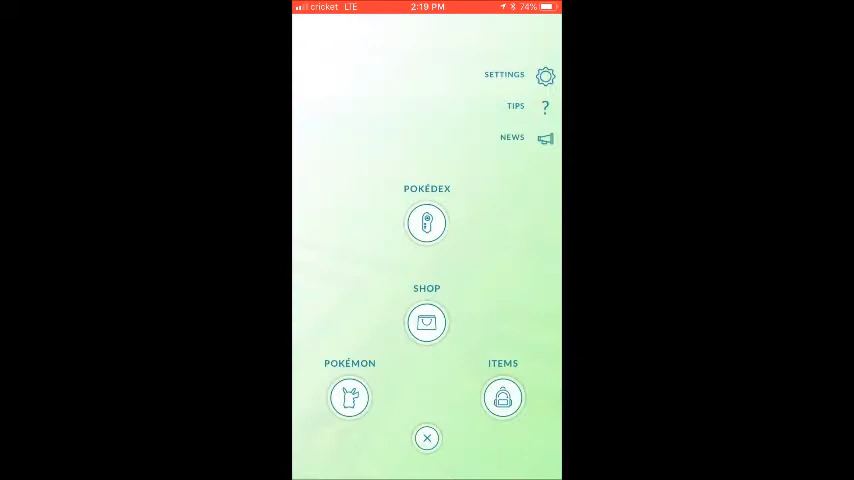 cricket LTE 2:19 PM 74%
SETTINGS
TIPS ?
NEWS
POKÉDEX
SHOP
POKÉMON ITEMS